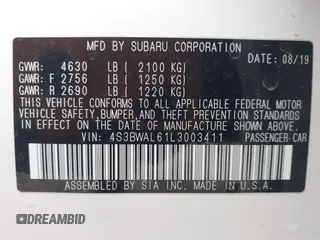 MFD BY SUBARU CORPORATION
GVWR: 4630 LB ( 2100 KG) DATE: 08/19
GAWR: F 2756 LB ( 1250 KG)
GAWR: R 2690 LB ( 1220 KG)
THIS VEHICLE CONFORMS TO ALL APPLICABLE FEDERAL MOTOR
VEHICLE SAFETY, BUMPER, AND THEFT PREVENTION STANDARDS
IN EFFECT ON THE DATE OF MANUFACTURE SHOWN ABOVE.
VIN: 4S3BWAL61L3003411 PASSENGER-CAR
ASSEMBLED BY SIA INC. MADE IN U.S.A.
© DREAMBID
DREAMBID.COM